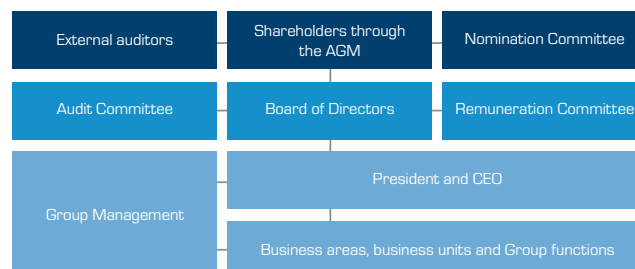 External auditors
Shareholders through
the AGM
Nomination Committee
Audit Committee
Board of Directors
Remuneration Committee
Group Management
President and CEO
Business areas, business units and Group functions